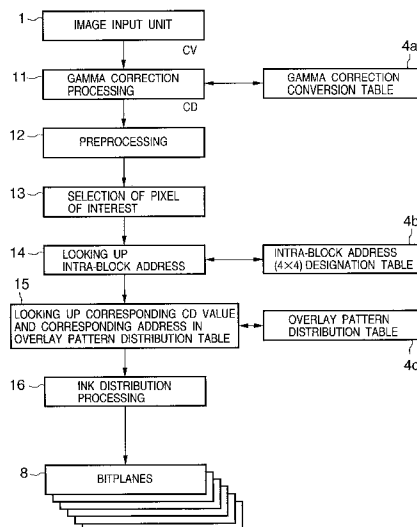 1
IMAGE INPUT UNIT
CV
4a
11
GAMMA CORRECTION
PROCESSING
GAMMA CORRECTION
CONVERSION TABLE
CD
12
PREPROCESSING
13
SELECTION OF PIXEL
OF INTEREST
4b
14
LOOKING UP
INTRA-BLOCK ADDRESS
INTRA-BLOCK ADDRESS
(4×4) DESIGNATION TABLE
15
LOOKING UP CORRESPONDING CD VALUE
AND CORRESPONDING ADDRESS IN
OVERLAY PATTERN DISTRIBUTION TABLE
OVERLAY PATTERN
DISTRIBUTION TABLE
4c
16
INK DISTRIBUTION
PROCESSING
8
BITPLANES